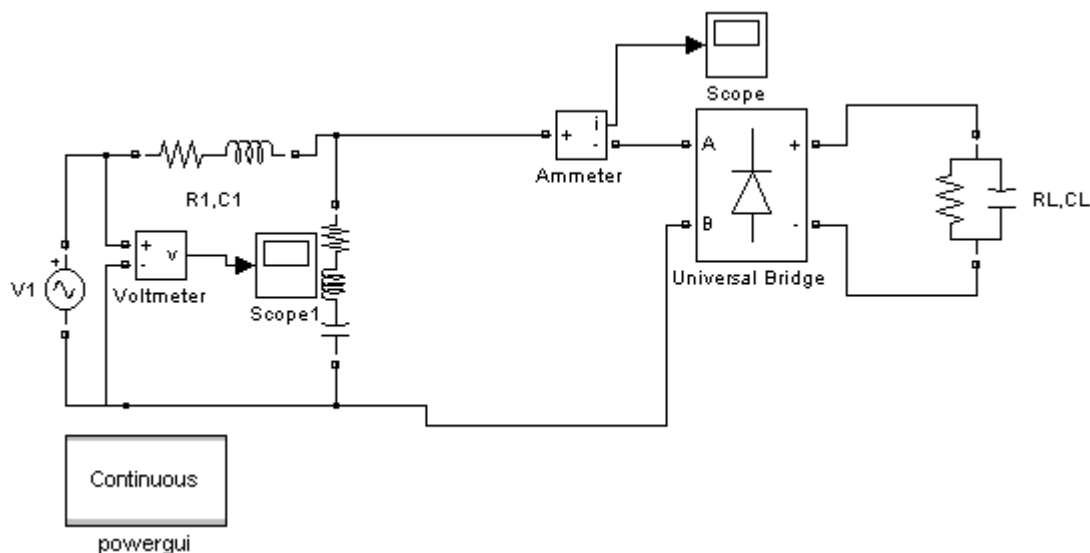 Scope
i
+
-
Ammeter
A
+
B
-
Universal Bridge
RL,CL
R1,C1
+
-
v
Voltmeter
Scope1
+
V1
Continuous
powergui